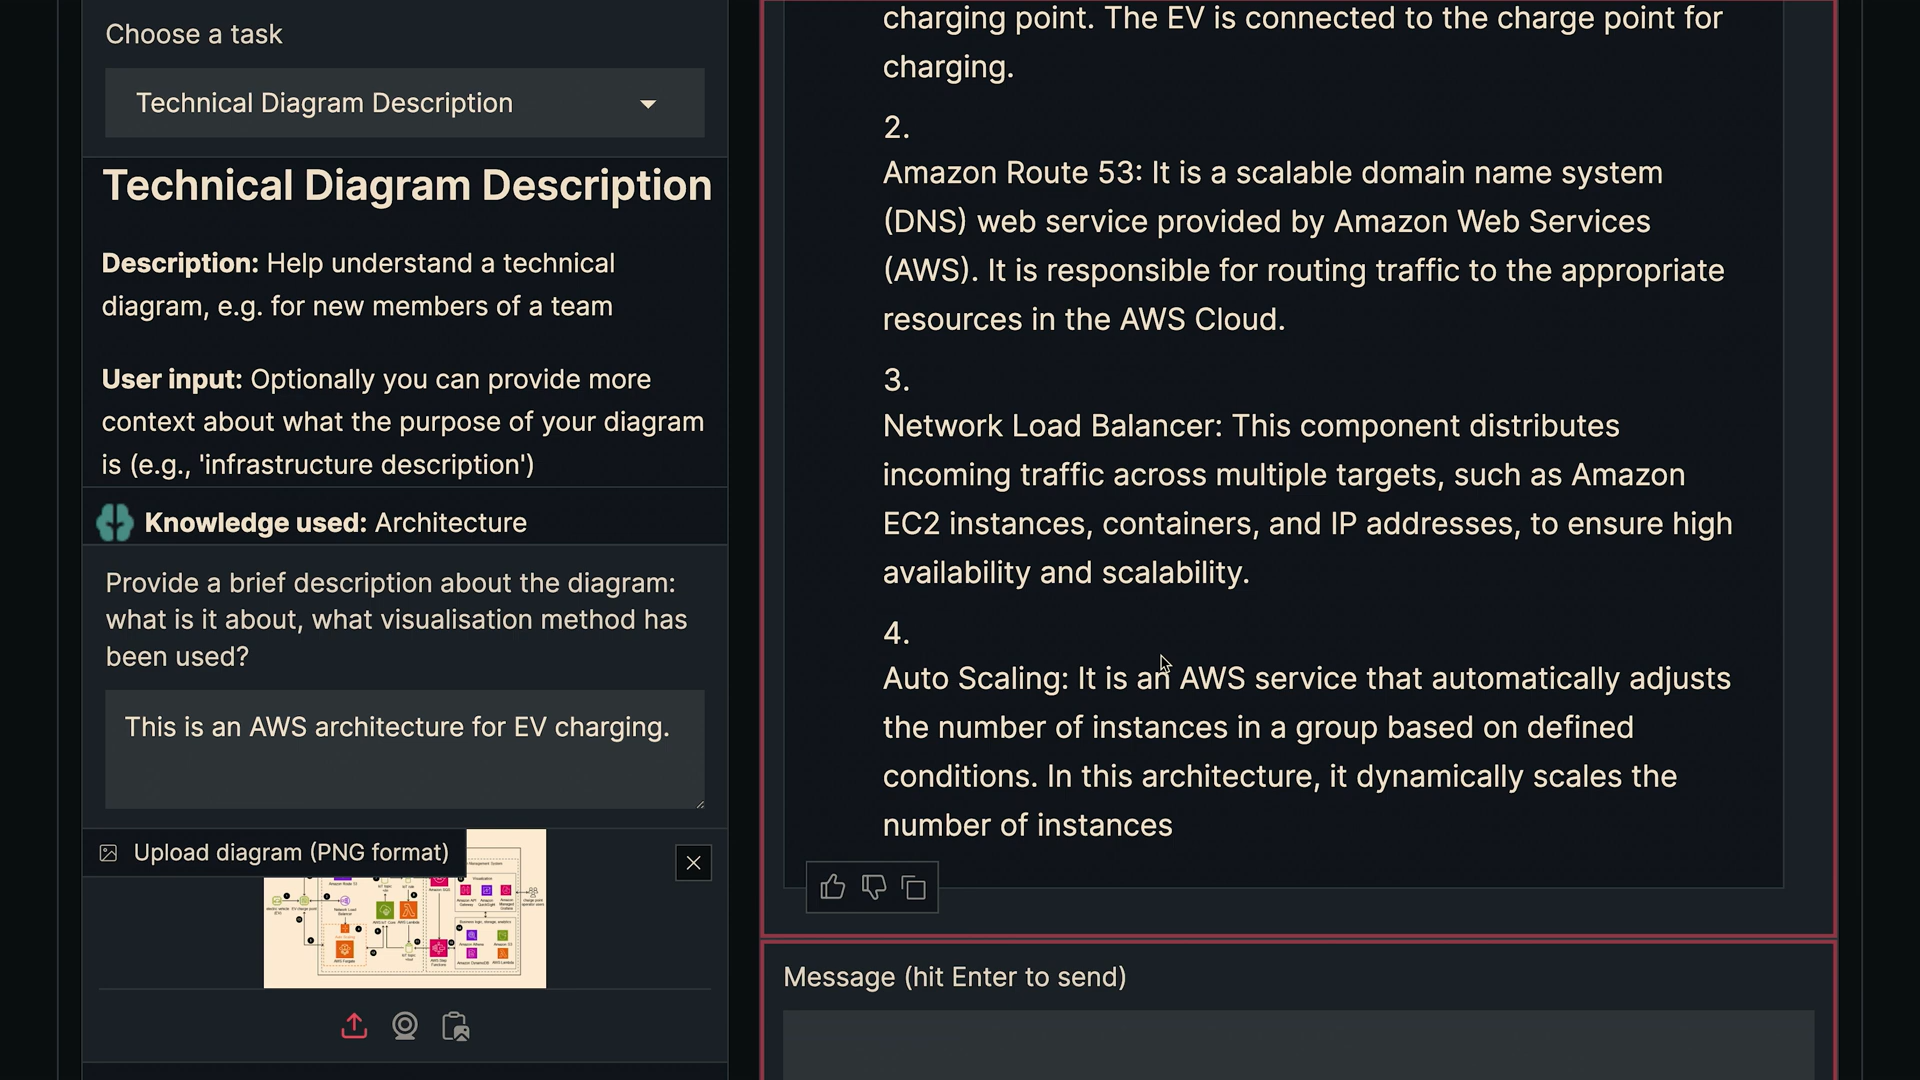 Choose a task
Technical Diagram Description
Technical Diagram Description
Description: Help understand a technical
diagram, e.g. for new members of a team
User input: Optionally you can provide more
context about what the purpose of your diagram
is (e.g., 'infrastructure description')
Knowledge used: Architecture
Provide a brief description about the diagram:
what is it about, what visualisation method has
been used?
This is an AWS architecture for EV charging.
Upload diagram (PNG format)
charging point. The EV is connected to the charge point for
charging.
2.
Amazon Route 53: It is a scalable domain name system
(DNS) web service provided by Amazon Web Services
(AWS). It is responsible for routing traffic to the appropriate
resources in the AWS Cloud.
3.
Network Load Balancer: This component distributes
incoming traffic across multiple targets, such as Amazon
EC2 instances, containers, and IP addresses, to ensure high
availability and scalability.
4.
Auto Scaling: It is an AWS service that automatically adjusts
the number of instances in a group based on defined
conditions. In this architecture, it dynamically scales the
number of instances
Message (hit Enter to send)